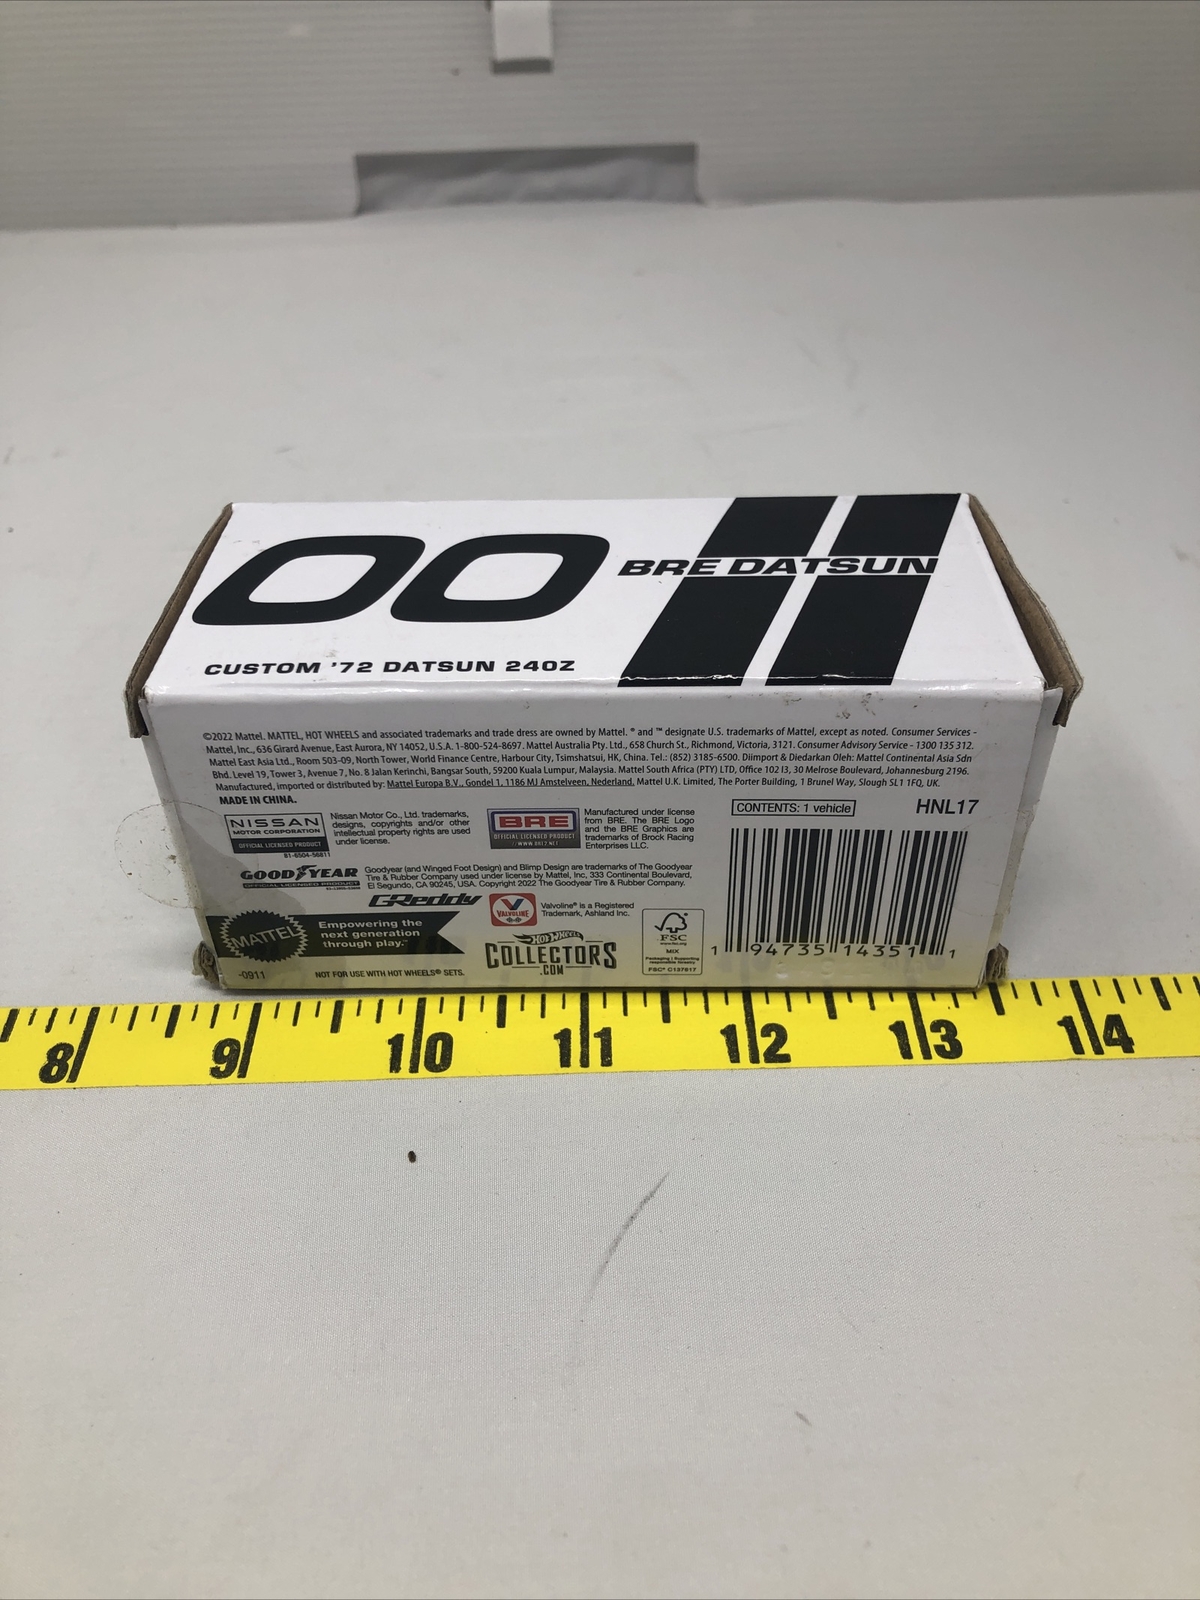 00
BRE DATSUN
CUSTOM '72 DATSUN 240Z
©2022 Mattel. MATTEL, HOT WHEELS and associated trademarks and trade dress are owned by Mattel. ® and ™ designate U.S. trademarks of Mattel, except as noted. Consumer Services -
Mattel, Inc., 636 Girard Avenue, East Aurora, NY 14052, U.S.A. 1-800-524-8697. Mattel Australia Pty. Ltd., 658 Church St., Richmond, Victoria, 3121. Consumer Advisory Service - 1300 135 312.
Mattel East Asia Ltd., Room 503-09, North Tower, World Finance Centre, Harbour City, Tsimshatsui, HK, China. Tel.: (852) 3185-6500. Diimport & Diedarkan Oleh: Mattel Continental Asia Sdn
Bhd. Level 19, Tower 3, Avenue 7, No. 8 Jalan Kerinchi, Bangsar South, 59200 Kuala Lumpur, Malaysia. Mattel South Africa (PTY) LTD, Office 102 I3, 30 Melrose Boulevard, Johannesburg 2196.
Manufactured, imported or distributed by: Mattel Europa B.V., Gondel 1, 1186 MJ Amstelveen, Nederland. Mattel U.K. Limited, The Porter Building, 1 Brunel Way, Slough SL1 1FQ, UK.
MADE IN CHINA.
NISSAN
MOTOR CORPORATION
OFFICIAL LICENSED PRODUCT
Nissan Motor Co., Ltd. trademarks,
designs, copyrights and/or other
intellectual property rights are used
under license.
BRE
OFFICIAL LICENSED PRODUCT
Manufactured under license
from BRE. The BRE Logo
and the BRE Graphics are
trademarks of Brock Racing
Enterprises LLC.
CONTENTS: 1 vehicle
HNL17
GOODYEAR
OFFICIAL LICENSED PRODUCT
Goodyear (and Winged Foot Design) and Blimp Design are trademarks of The Goodyear
Tire & Rubber Company used under license by Mattel, Inc, 333 Continental Boulevard,
El Segundo, CA 90245, USA. Copyright 2022 The Goodyear Tire & Rubber Company.
GReddy
VALVOLINE
Valvoline® is a Registered
Trademark, Ashland Inc.
MATTEL
Empowering the
next generation
through play.™
HOT WHEELS
COLLECTORS
.COM
FSC
www.fsc.org
MIX
Packaging | Supporting
responsible forestry
FSC® C137817
1 94735 14351 1
-0911
NOT FOR USE WITH HOT WHEELS® SETS.
8 9 10 11 12 13 14